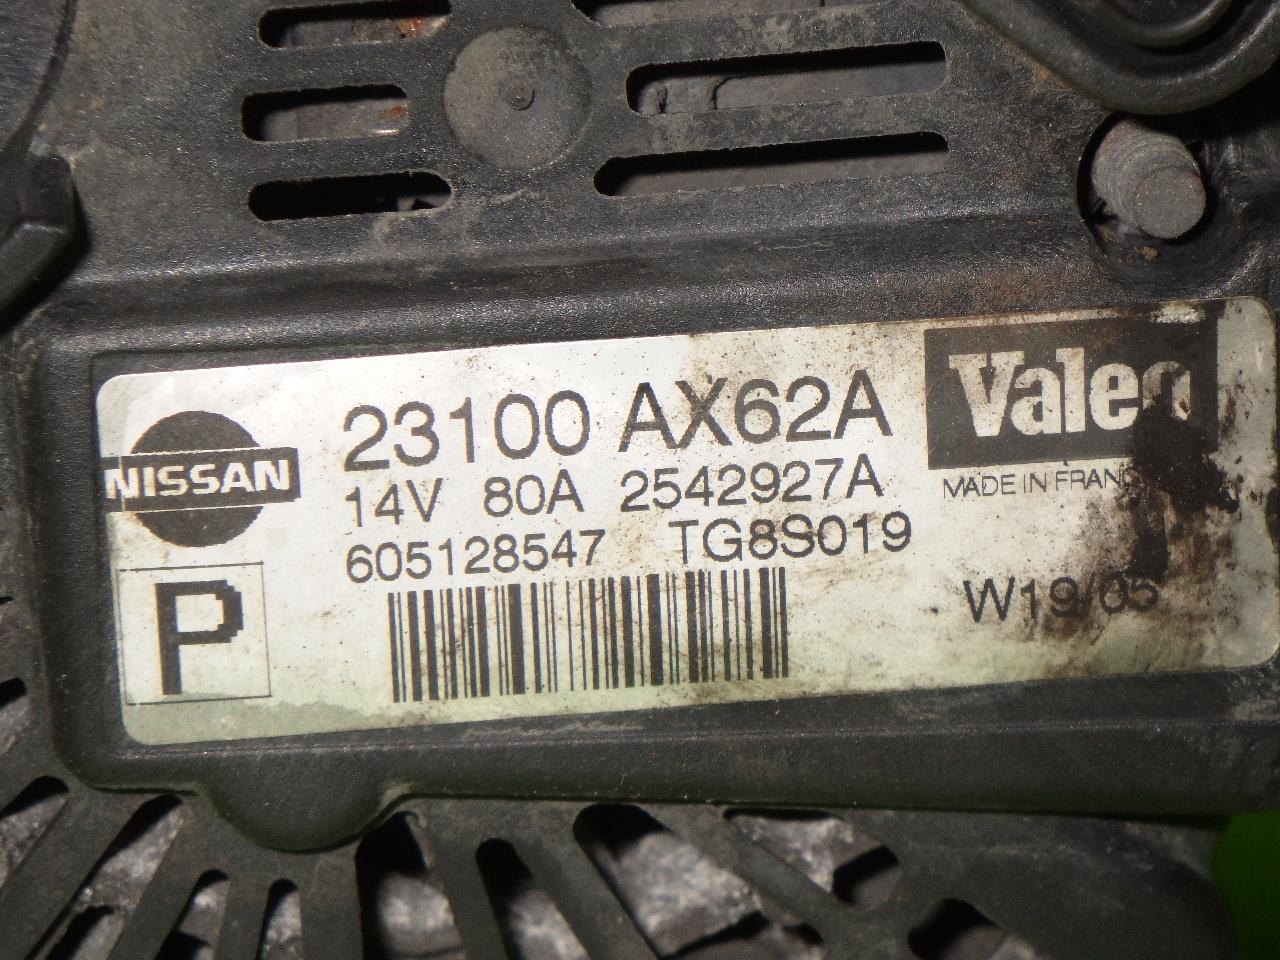 NISSAN
23100 AX62A
14V 80A 2542927A
605128547 TG8S019
Valeo
MADE IN FRANC
W19/05
P